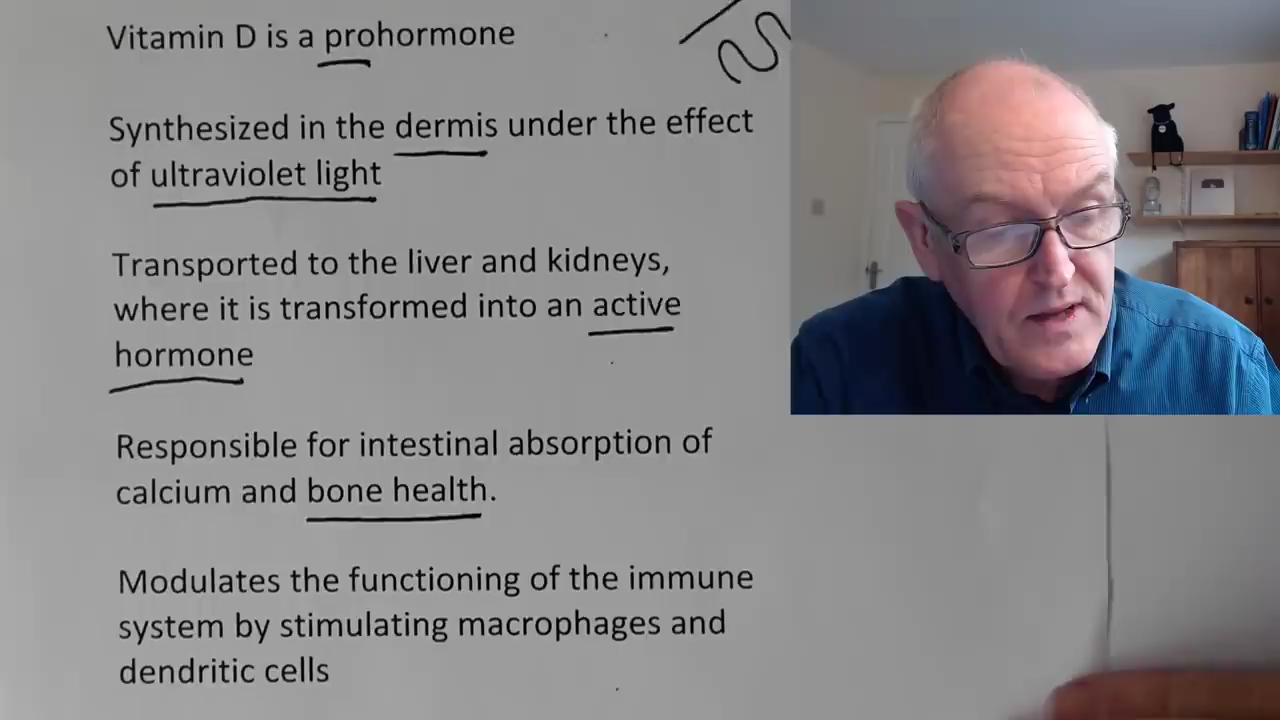 Vitamin D is a prohormone
Synthesized in the dermis under the effect
of ultraviolet light
Transported to the liver and kidneys,
where it is transformed into an active
hormone
Responsible for intestinal absorption of
calcium and bone health.
Modulates the functioning of the immune
system by stimulating macrophages and
dendritic cells